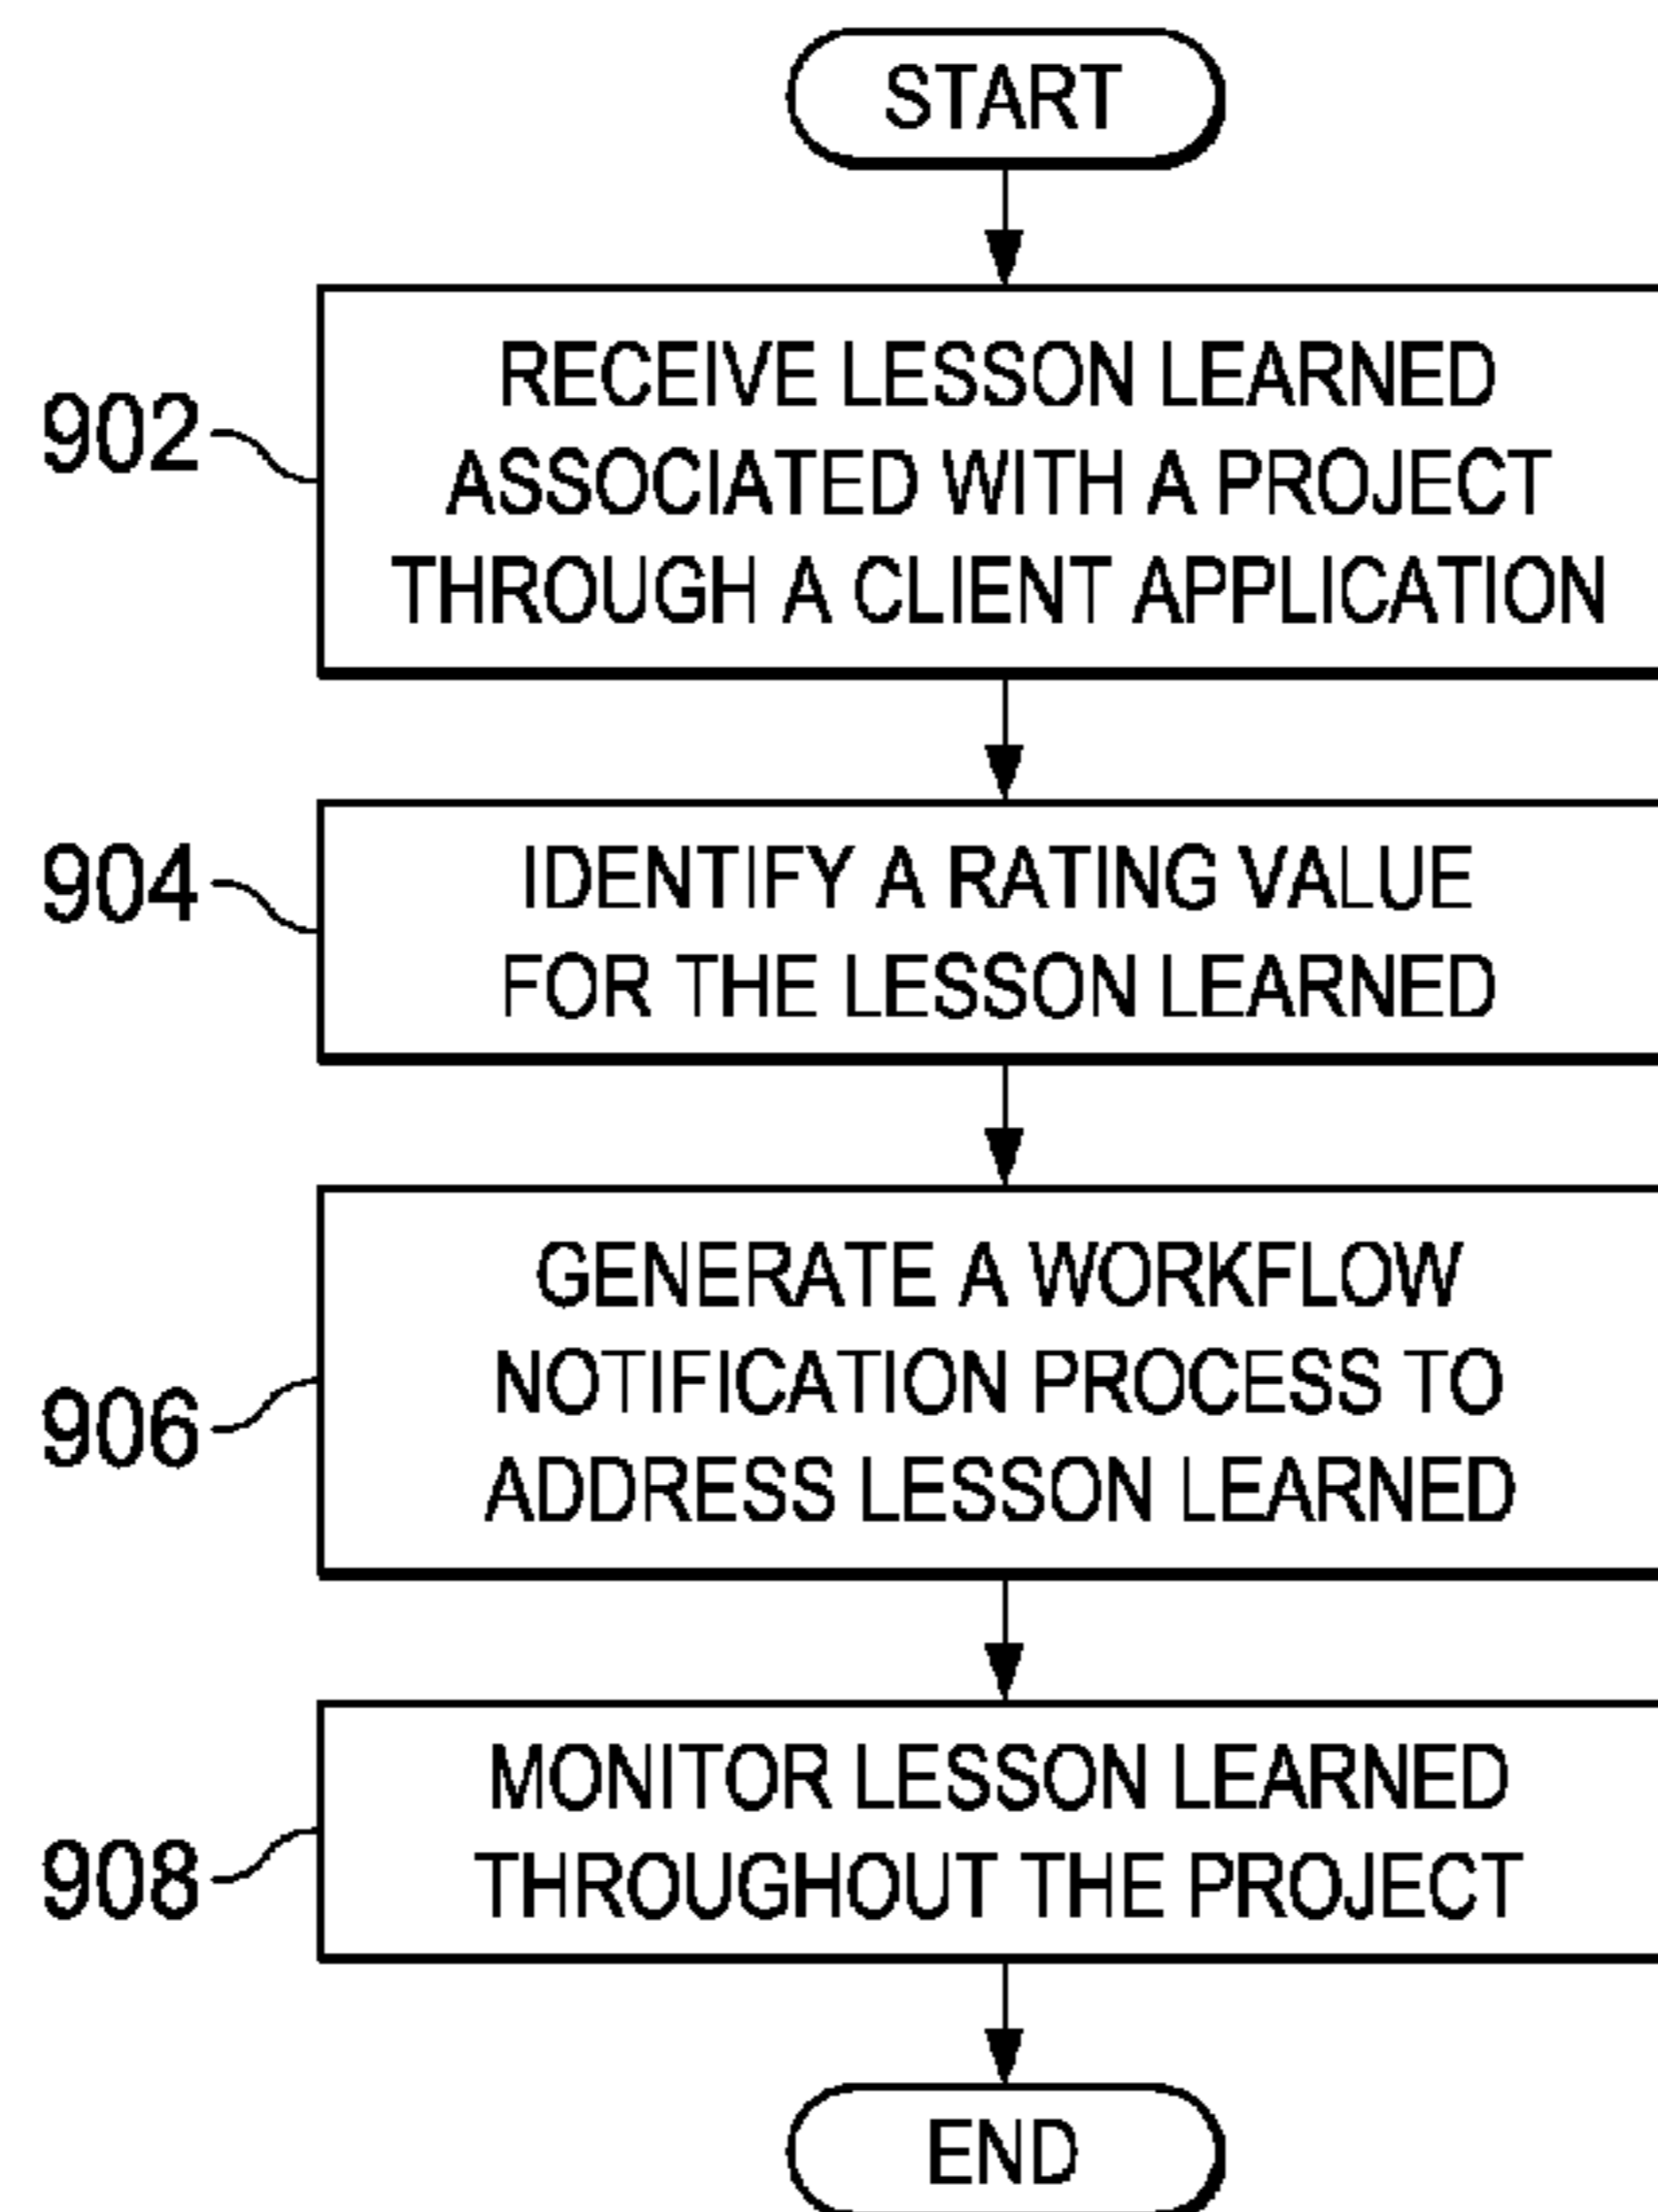 START
902
RECEIVE LESSON LEARNED
ASSOCIATED WITH A PROJECT
THROUGH A CLIENT APPLICATION
904
IDENTIFY A RATING VALUE
FOR THE LESSON LEARNED
906
GENERATE A WORKFLOW
NOTIFICATION PROCESS TO
ADDRESS LESSON LEARNED
908
MONITOR LESSON LEARNED
THROUGHOUT THE PROJECT
END